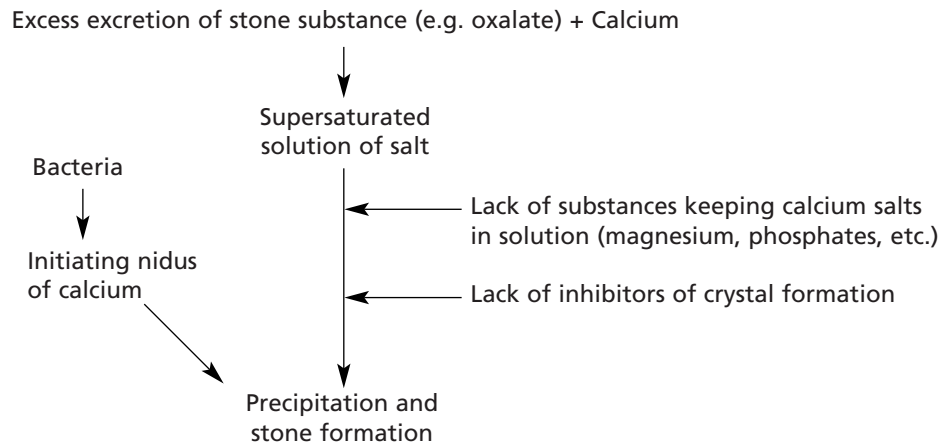 Excess excretion of stone substance (e.g. oxalate) + Calcium
Supersaturated
solution of salt
Bacteria
Lack of substances keeping calcium salts
in solution (magnesium, phosphates, etc.)
Initiating nidus
of calcium
Lack of inhibitors of crystal formation
Precipitation and
stone formation